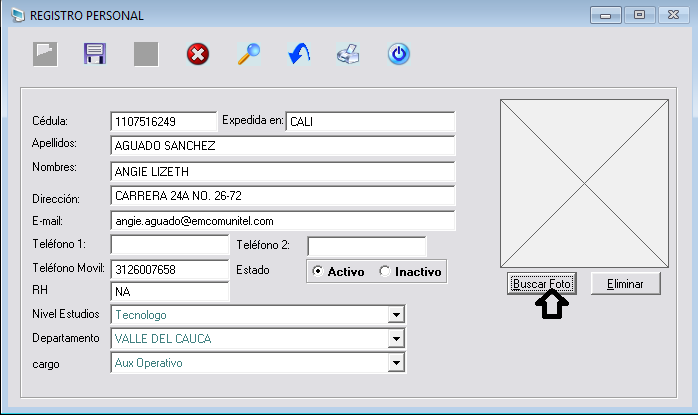 REGISTRO PERSONAL
Cédula: 1107516249 Expedida en: CALI
Apellidos: AGUADO SANCHEZ
Nombres: ANGIE LIZETH
Dirección: CARRERA 24A NO. 26-72
E-mail: angie.aguado@emcomunitel.com
Teléfono 1: Teléfono 2:
Teléfono Movil: 3126007658 Estado Activo Inactivo
Buscar Foto Eliminar
RH NA
Nivel Estudios Tecnologo
Departamento VALLE DEL CAUCA
cargo Aux Operativo